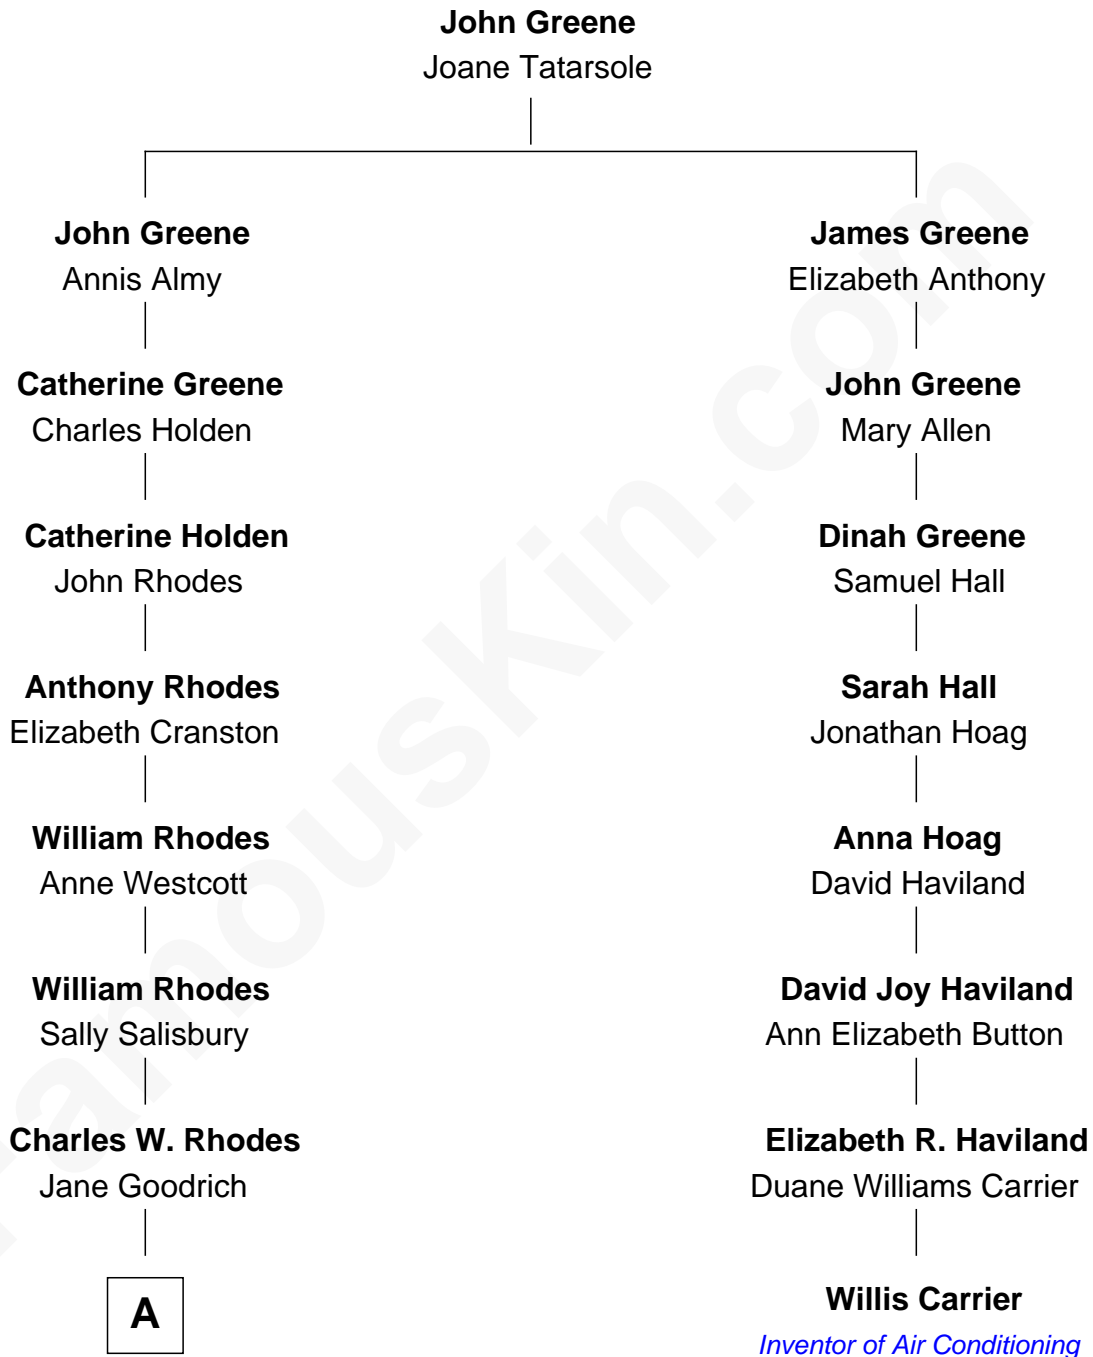 John Greene
Joane Tatarsole
John Greene
Annis Almy
Catherine Greene
Charles Holden
Catherine Holden
John Rhodes
Anthony Rhodes
Elizabeth Cranston
William Rhodes
Anne Westcott
William Rhodes
Sally Salisbury
Charles W. Rhodes
Jane Goodrich
A
James Greene
Elizabeth Anthony
John Greene
Mary Allen
Dinah Greene
Samuel Hall
Sarah Hall
Jonathan Hoag
Anna Hoag
David Haviland
David Joy Haviland
Ann Elizabeth Button
Elizabeth R. Haviland
Duane Williams Carrier
Willis Carrier
Inventor of Air Conditioning
FamousKin.com